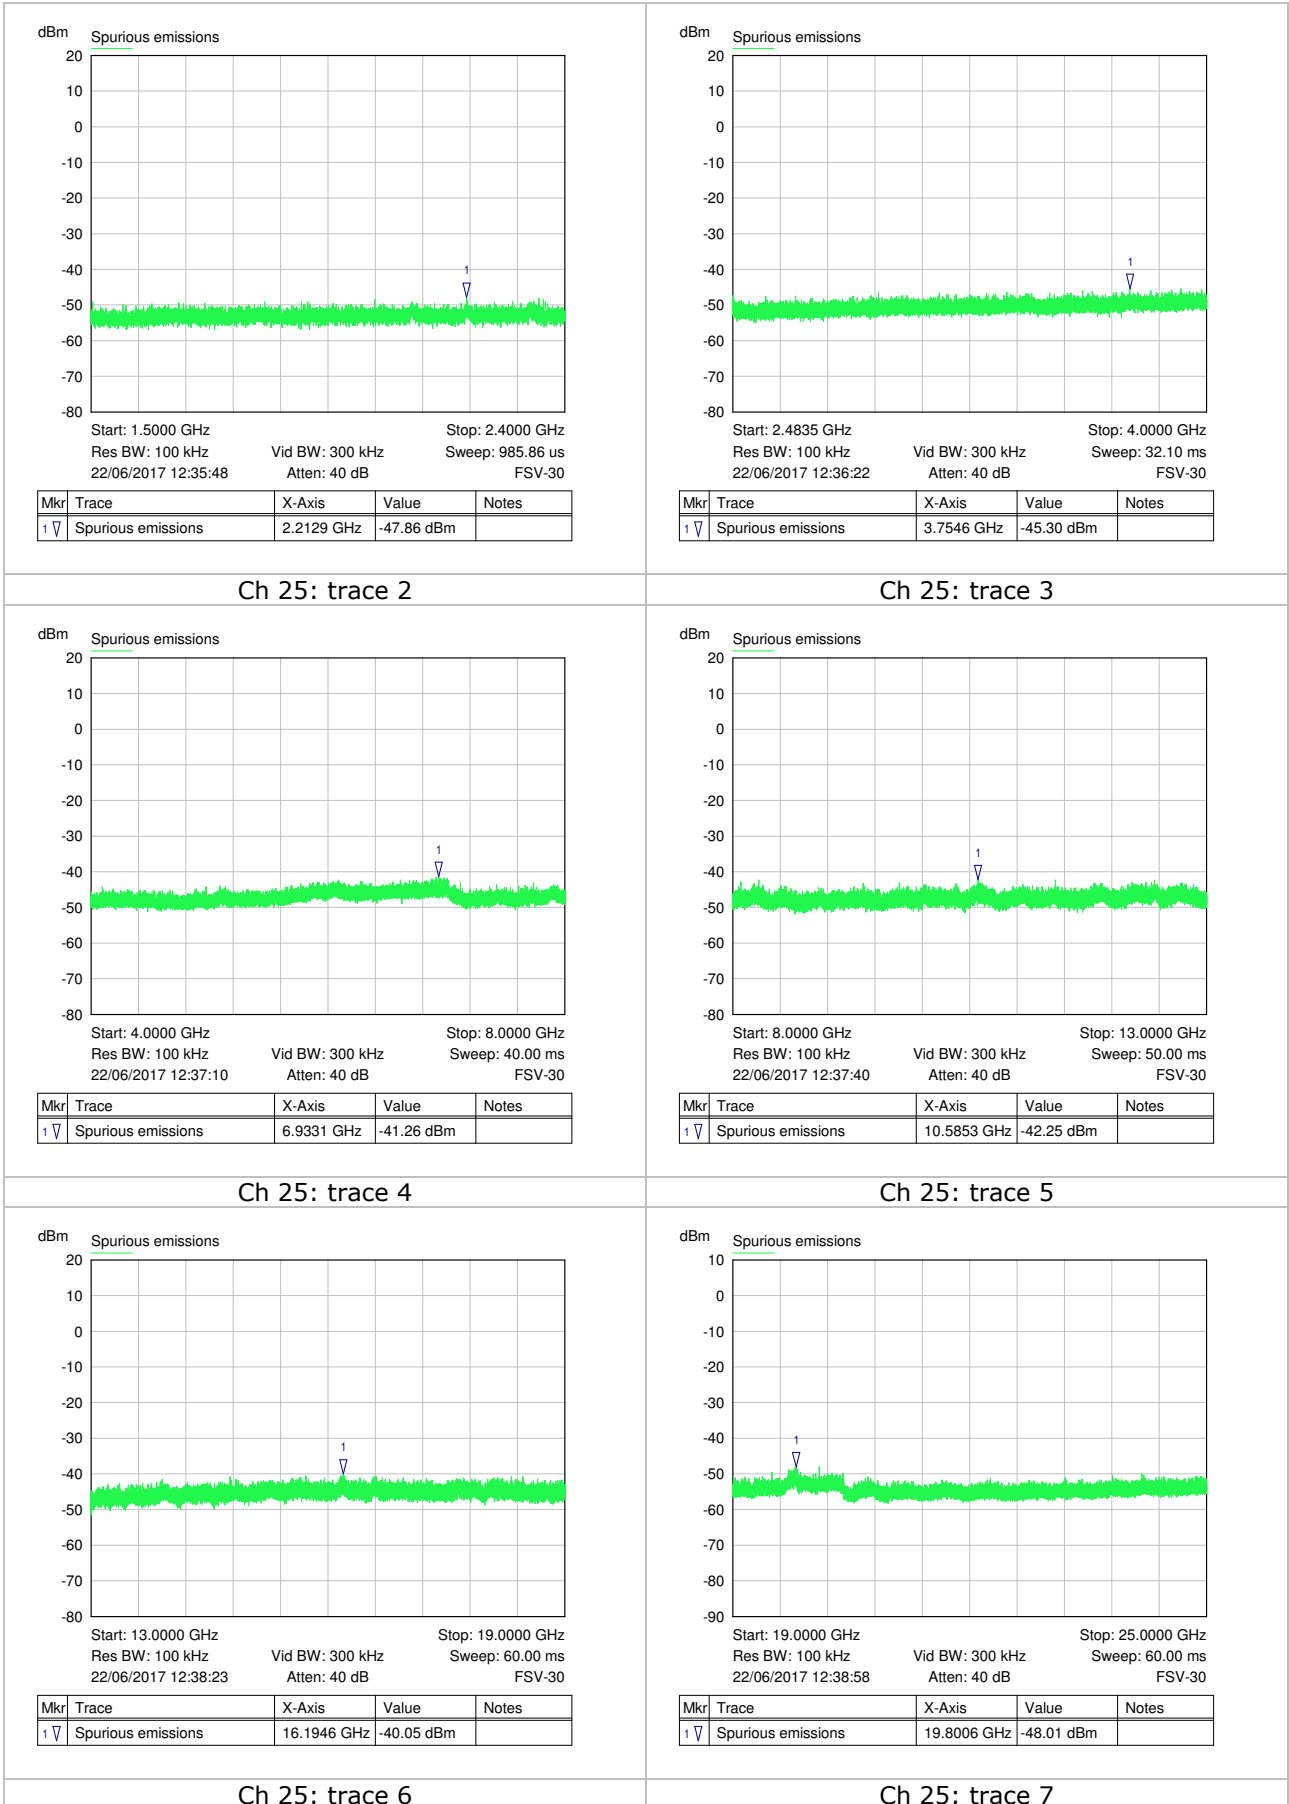 dBm Spurious emissions
20
10
0
-10
-20
-30
-40
-50
-60
-70
-80
1
Start: 1.5000 GHz Stop: 2.4000 GHz
Res BW: 100 kHz Vid BW: 300 kHz Sweep: 985.86 us
22/06/2017 12:35:48 Atten: 40 dB FSV-30
Mkr Trace X-Axis Value Notes
1 Spurious emissions 2.2129 GHz -47.86 dBm
Ch 25: trace 2
dBm Spurious emissions
20
10
0
-10
-20
-30
-40
-50
-60
-70
-80
1
Start: 2.4835 GHz Stop: 4.0000 GHz
Res BW: 100 kHz Vid BW: 300 kHz Sweep: 32.10 ms
22/06/2017 12:36:22 Atten: 40 dB FSV-30
Mkr Trace X-Axis Value Notes
1 Spurious emissions 3.7546 GHz -45.30 dBm
Ch 25: trace 3
dBm Spurious emissions
20
10
0
-10
-20
-30
-40
-50
-60
-70
-80
1
Start: 4.0000 GHz Stop: 8.0000 GHz
Res BW: 100 kHz Vid BW: 300 kHz Sweep: 40.00 ms
22/06/2017 12:37:10 Atten: 40 dB FSV-30
Mkr Trace X-Axis Value Notes
1 Spurious emissions 6.9331 GHz -41.26 dBm
Ch 25: trace 4
dBm Spurious emissions
20
10
0
-10
-20
-30
-40
-50
-60
-70
-80
1
Start: 8.0000 GHz Stop: 13.0000 GHz
Res BW: 100 kHz Vid BW: 300 kHz Sweep: 50.00 ms
22/06/2017 12:37:40 Atten: 40 dB FSV-30
Mkr Trace X-Axis Value Notes
1 Spurious emissions 10.5853 GHz -42.25 dBm
Ch 25: trace 5
dBm Spurious emissions
20
10
0
-10
-20
-30
-40
-50
-60
-70
-80
1
Start: 13.0000 GHz Stop: 19.0000 GHz
Res BW: 100 kHz Vid BW: 300 kHz Sweep: 60.00 ms
22/06/2017 12:38:23 Atten: 40 dB FSV-30
Mkr Trace X-Axis Value Notes
1 Spurious emissions 16.1946 GHz -40.05 dBm
Ch 25: trace 6
dBm Spurious emissions
10
0
-10
-20
-30
-40
-50
-60
-70
-80
-90
1
Start: 19.0000 GHz Stop: 25.0000 GHz
Res BW: 100 kHz Vid BW: 300 kHz Sweep: 60.00 ms
22/06/2017 12:38:58 Atten: 40 dB FSV-30
Mkr Trace X-Axis Value Notes
1 Spurious emissions 19.8006 GHz -48.01 dBm
Ch 25: trace 7